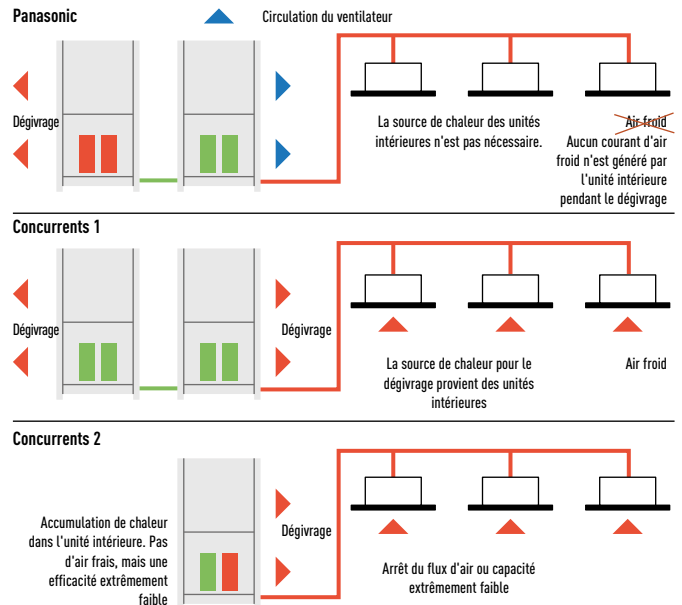 Panasonic
Circulation du ventilateur
Dégivrage
La source de chaleur des unités
intérieures n'est pas nécessaire.
Air froid
Aucun courant d'air
froid n'est généré par
l'unité intérieure
pendant le dégivrage
Concurrents 1
Dégivrage
Dégivrage
La source de chaleur pour le
dégivrage provient des unités
intérieures
Air froid
Concurrents 2
Accumulation de chaleur
dans l'unité intérieure. Pas
d'air frais, mais une
efficacité extrêmement
faible
Dégivrage
Arrêt du flux d'air ou capacité
extrêmement faible